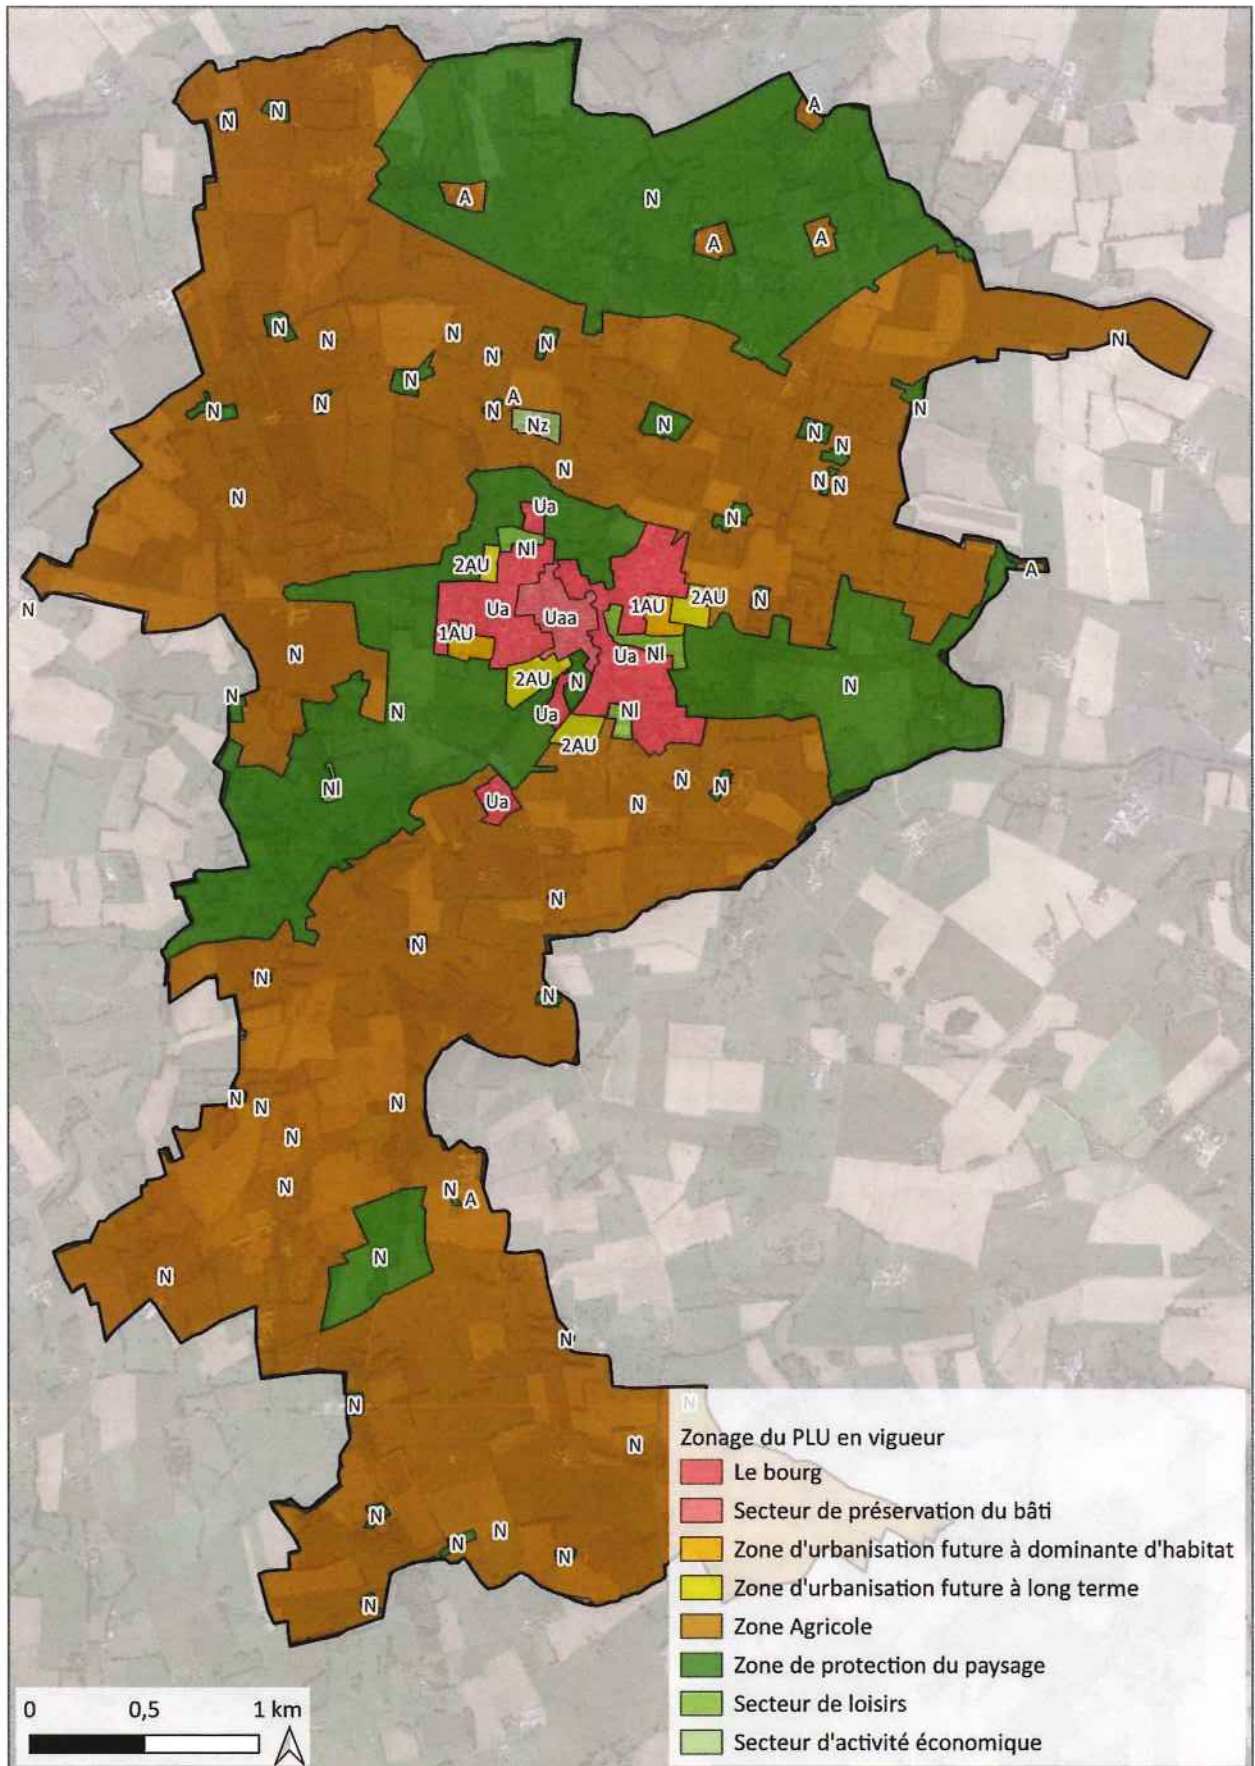 A
N
N
A
N
A
A
N
N
N
N
N
N
N
N
N
A
N
Nz
N
N
N
N
N
N
N
N
N
N
Ua
Nl
2AU
A
N
Ua
Uaa
1AU
2AU
N
1AU
N
Ua
Nl
2AU
N
N
N
N
Ua
Nl
2AU
N
N
Nl
Ua
N
N
N
N
N
N
N
N
N
N
N
N
N
A
N
N
N
N
N
N
N
N
N
N
N
Zonage du PLU en vigueur
Le bourg
Secteur de préservation du bâti
Zone d'urbanisation future à dominante d'habitat
Zone d'urbanisation future à long terme
Zone Agricole
Zone de protection du paysage
Secteur de loisirs
Secteur d'activité économique
0 0,5 1 km